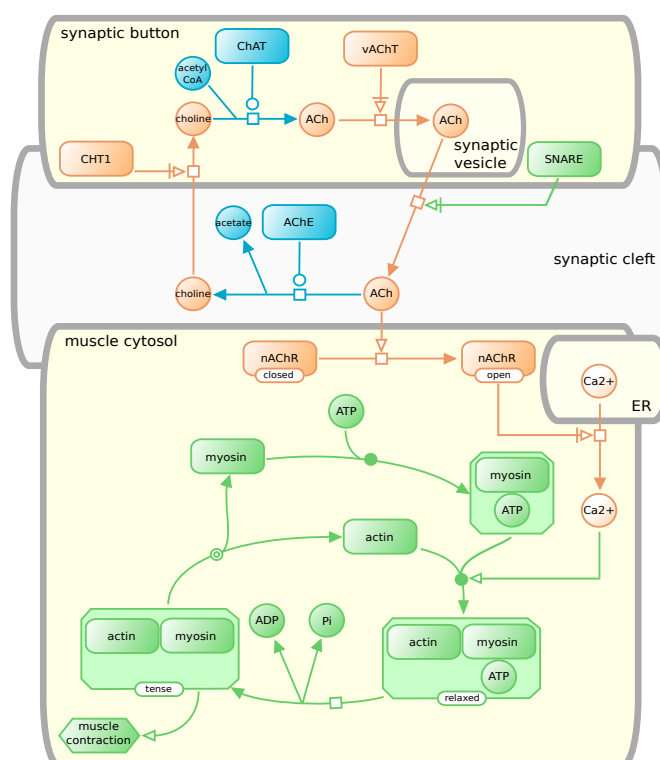 synaptic button
ChAT
vAChT
acetyl
CoA
choline
ACh
ACh
synaptic
vesicle
CHT1
SNARE
acetate
AChE
synaptic cleft
choline
ACh
muscle cytosol
nAChR
closed
nAChR
open
Ca2+
ER
ATP
myosin
myosin
ATP
Ca2+
actin
ADP
Pi
actin
myosin
tense
actin
myosin
ATP
relaxed
muscle
contraction